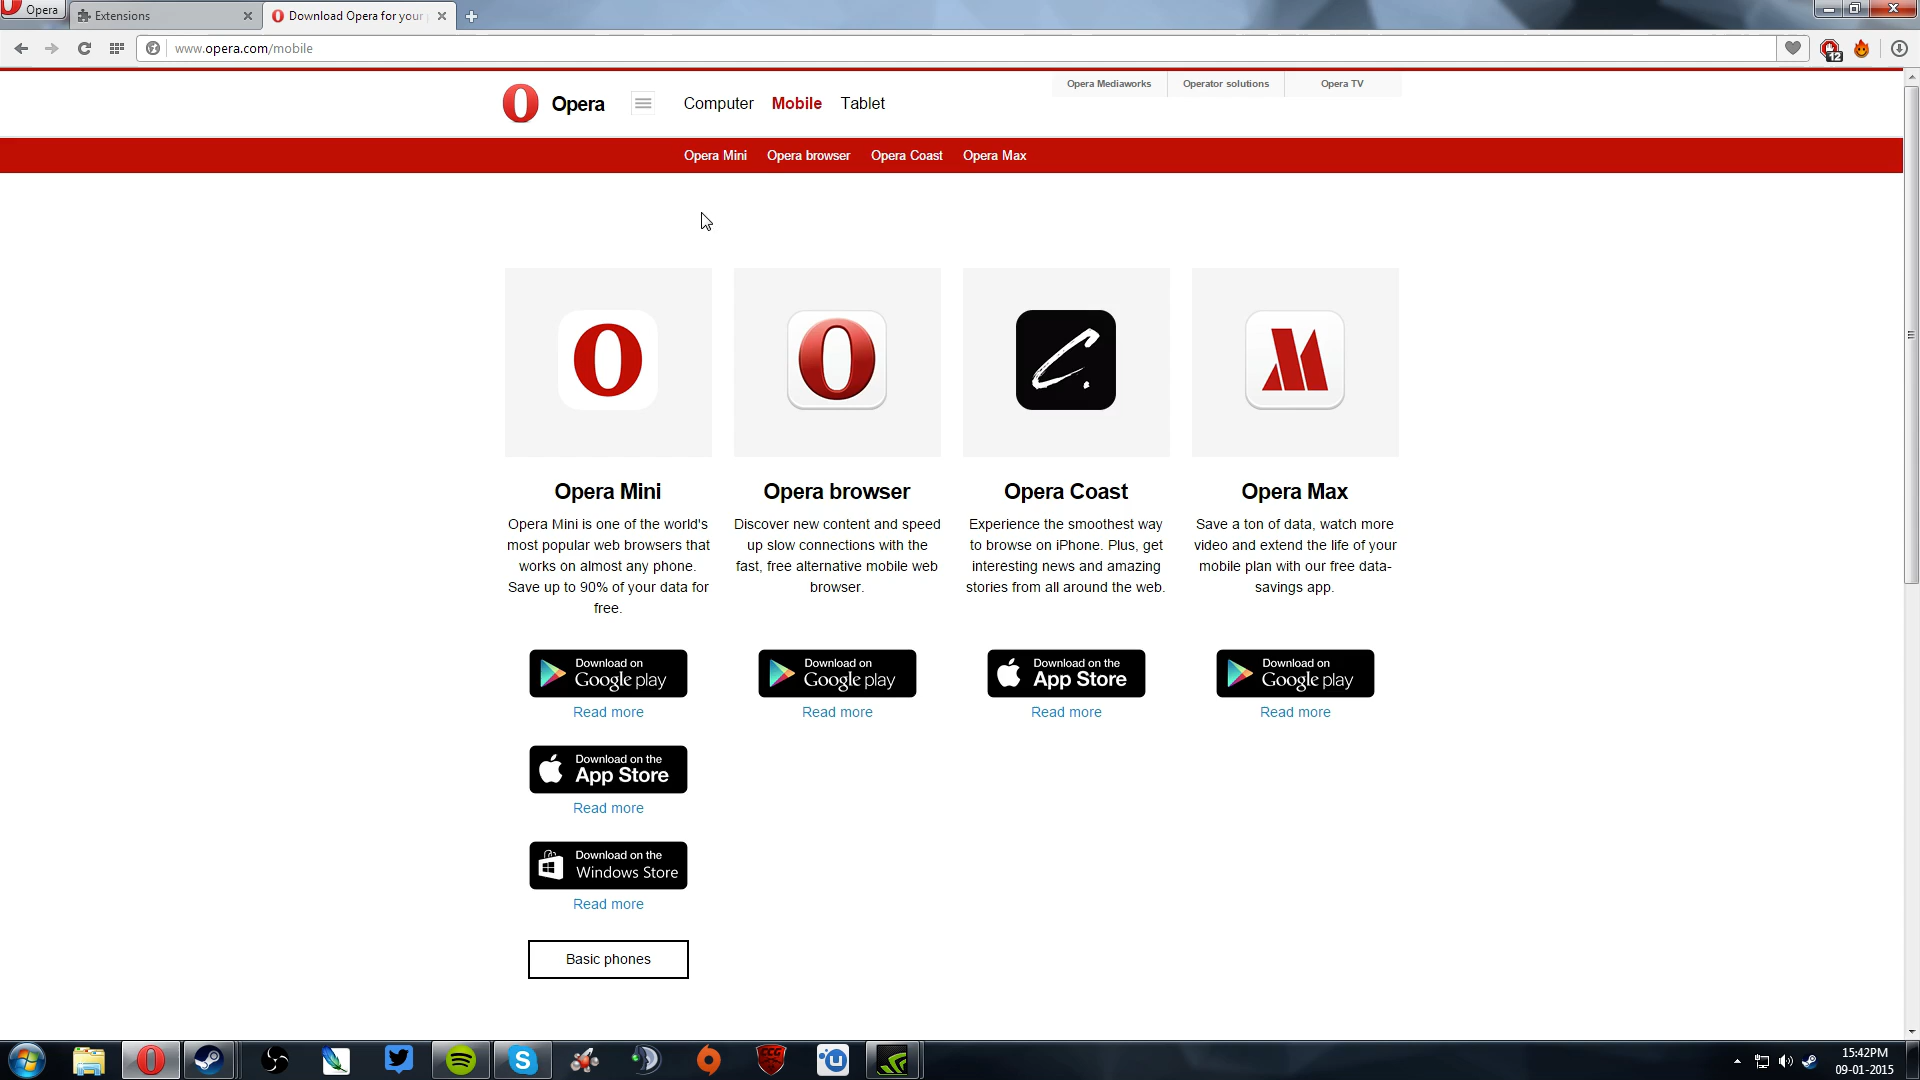 Opera
Extensions
Download Opera for your
www.opera.com/mobile
12
Opera
Computer
Mobile
Tablet
Opera Mediaworks
Operator solutions
Opera TV
Opera Mini
Opera browser
Opera Coast
Opera Max
Opera Mini
Opera Mini is one of the world's
most popular web browsers that
works on almost any phone.
Save up to 90% of your data for
free.
Download on
Google play
Read more
Download on the
App Store
Read more
Download on the
Windows Store
Read more
Basic phones
Opera browser
Discover new content and speed
up slow connections with the
fast, free alternative mobile web
browser.
Download on
Google play
Read more
Opera Coast
Experience the smoothest way
to browse on iPhone. Plus, get
interesting news and amazing
stories from all around the web.
Download on the
App Store
Read more
Opera Max
Save a ton of data, watch more
video and extend the life of your
mobile plan with our free data-
savings app.
Download on
Google play
Read more
CCG
15:42PM
09-01-2015